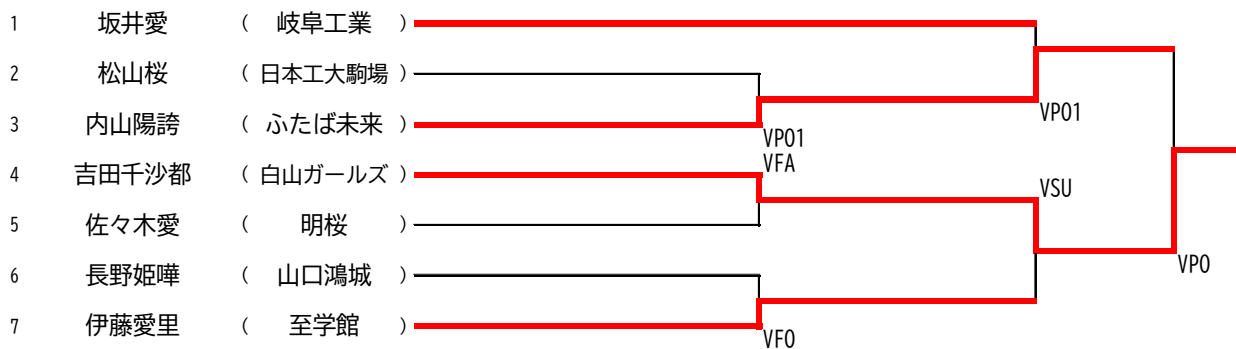 1 坂井愛 ( 岐阜工業 )
2 松山桜 ( 日本工大駒場 )
VPO1
3 内山陽誇 ( ふたば未来 )
VPO1
VFA
4 吉田千沙都 ( 白山ガールズ )
VSU
5 佐々木愛 ( 明桜 )
6 長野姫嘩 ( 山口鴻城 )
VPO
7 伊藤愛里 ( 至学館 )
VFO